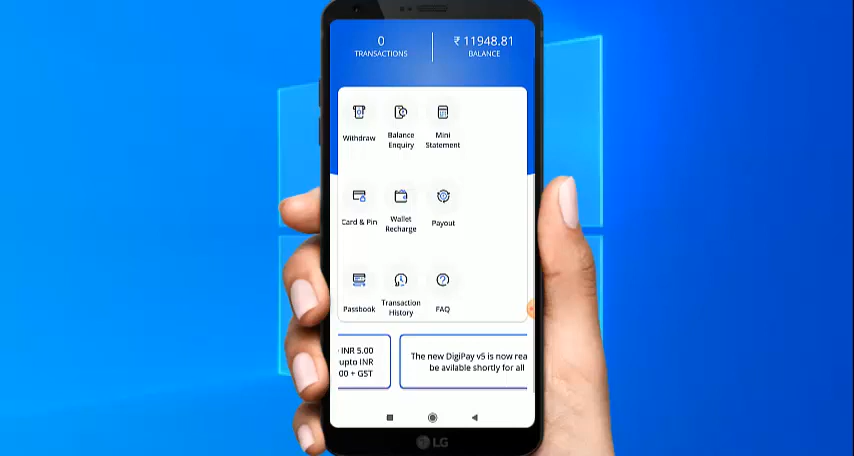 0
₹ 11948.81
TRANSACTIONS
BALANCE
Withdraw
Balance
Enquiry
Mini
Statement
Card & Pin
Wallet
Recharge
Payout
Passbook
Transaction
History
FAQ
INR 5.00
upto INR
00 + GST
The new DigiPay v5 is now rea
be avilable shortly for all
LG